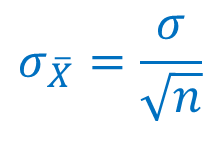 σ_X̄ = σ / √n